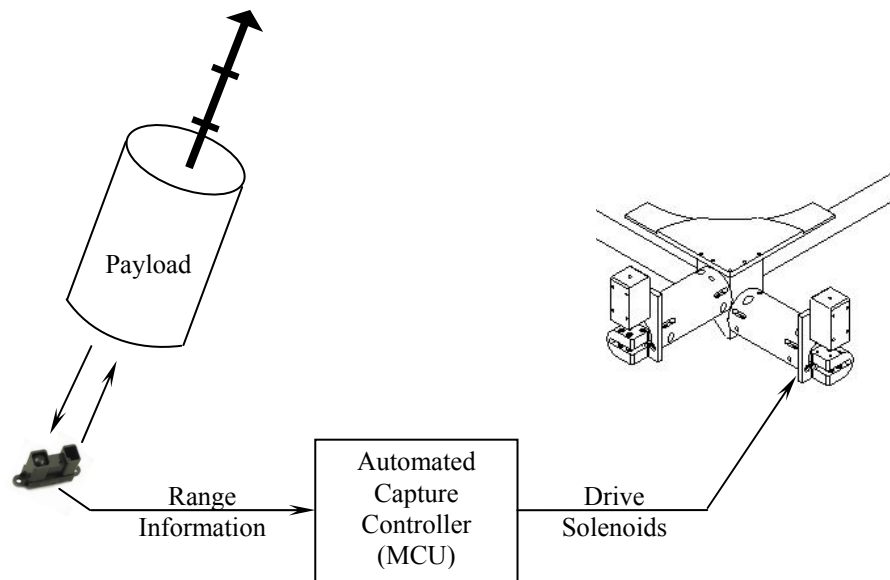 Payload
Range
Information
Automated
Capture
Controller
(MCU)
Drive
Solenoids